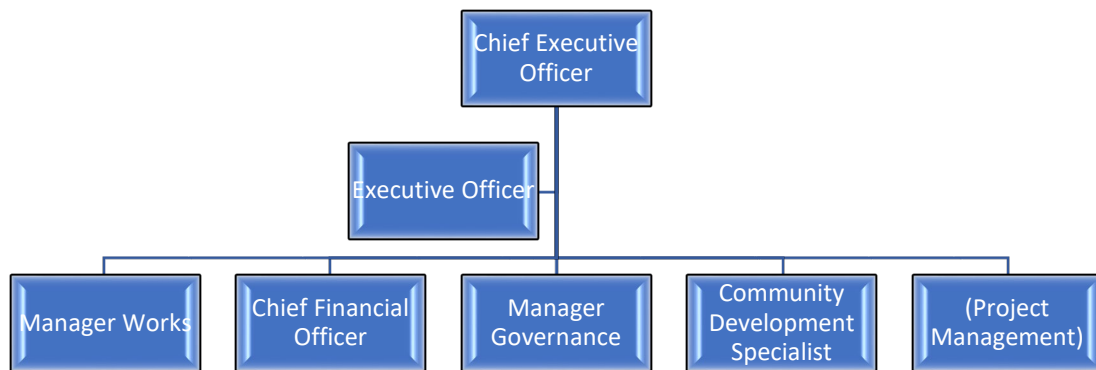 Chief Executive
Officer
Executive Officer
Manager Works
Chief Financial
Officer
Manager
Governance
Community
Development
Specialist
(Project
Management)